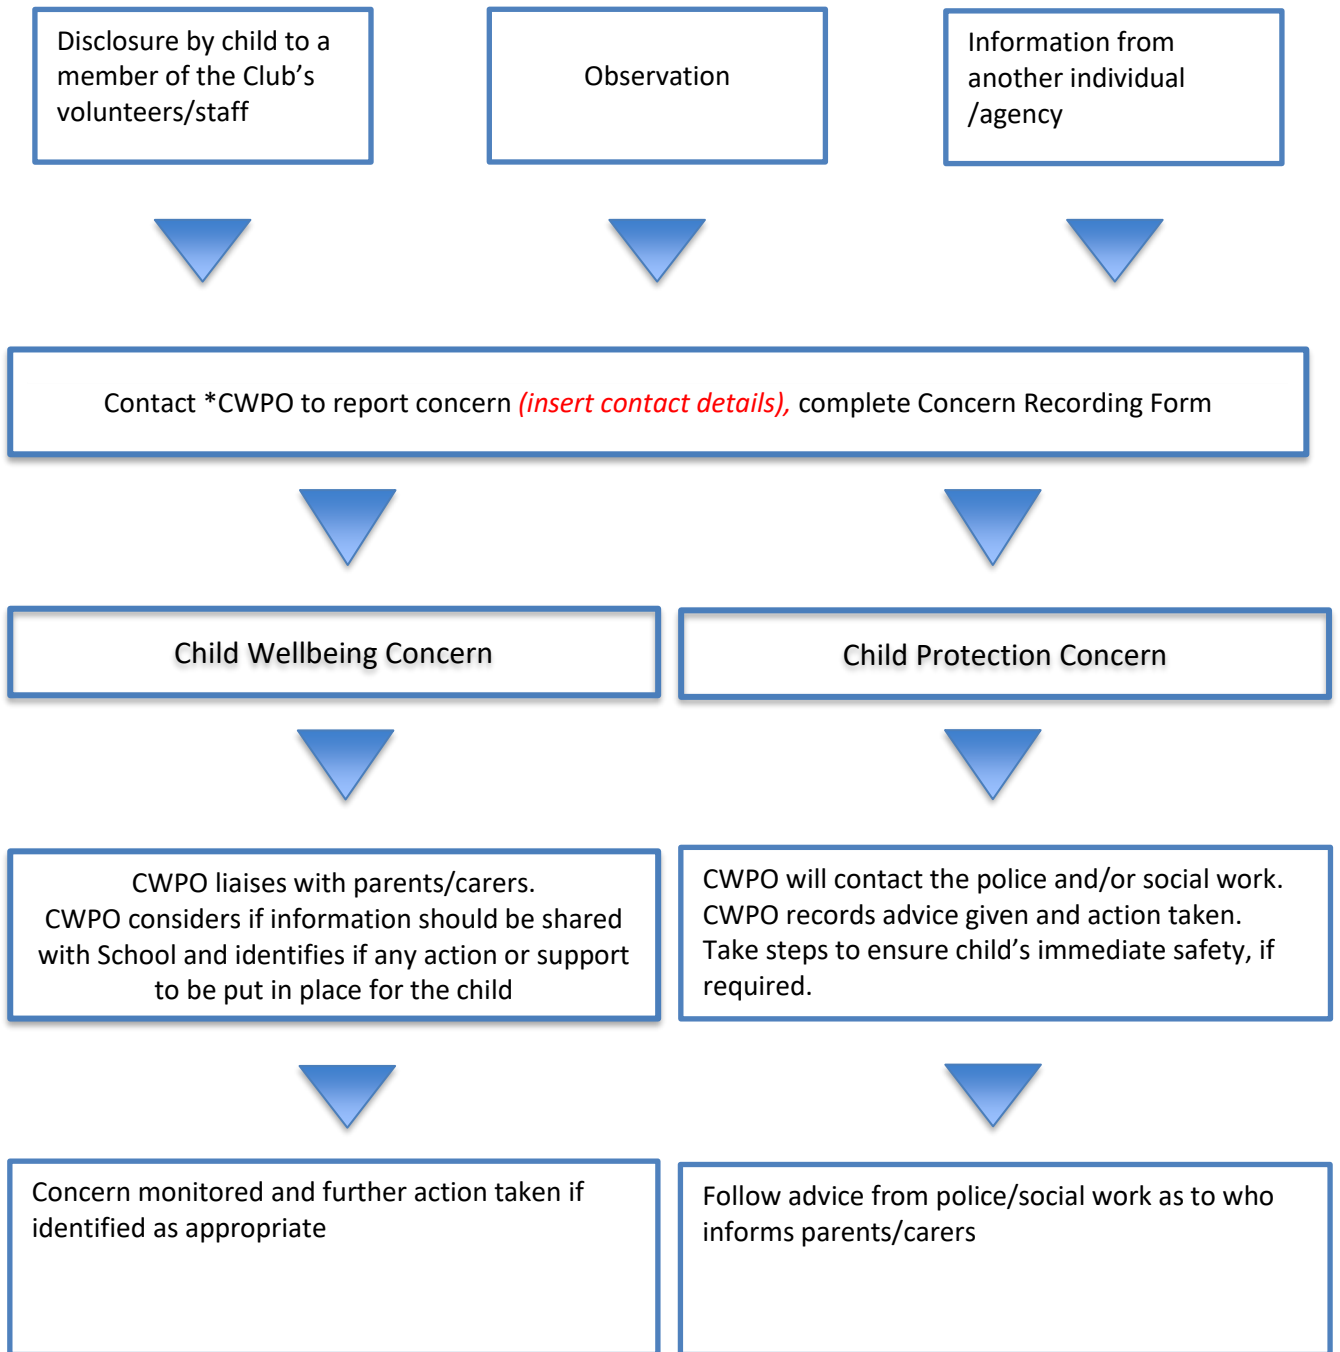 Disclosure by child to a
member of the Club’s
volunteers/staff
Observation
Information from
another individual
/agency
Contact *CWPO to report concern (insert contact details), complete Concern Recording Form
Child Wellbeing Concern
Child Protection Concern
CWPO liaises with parents/carers.
CWPO considers if information should be shared
with School and identifies if any action or support
to be put in place for the child
CWPO will contact the police and/or social work.
CWPO records advice given and action taken.
Take steps to ensure child’s immediate safety, if
required.
Concern monitored and further action taken if
identified as appropriate
Follow advice from police/social work as to who
informs parents/carers